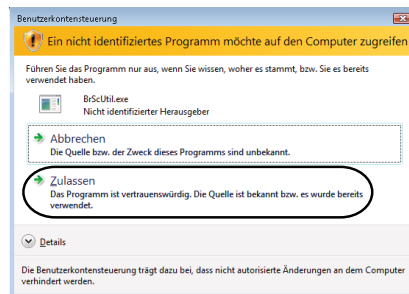 Benutzerkontensteuerung
Ein nicht identifiziertes Programm möchte auf den Computer zugreifen
Führen Sie das Programm nur aus, wenn Sie wissen, woher es stammt, bzw. Sie es bereits
verwendet haben.
BrScUtil.exe
Nicht identifizierter Herausgeber
Abbrechen
Die Quelle bzw. der Zweck dieses Programms sind unbekannt.
Zulassen
Das Programm ist vertrauenswürdig. Die Quelle ist bekannt bzw. es wurde bereits
verwendet.
Details
Die Benutzerkontensteuerung trägt dazu bei, dass nicht autorisierte Änderungen an dem Computer
verhindert werden.